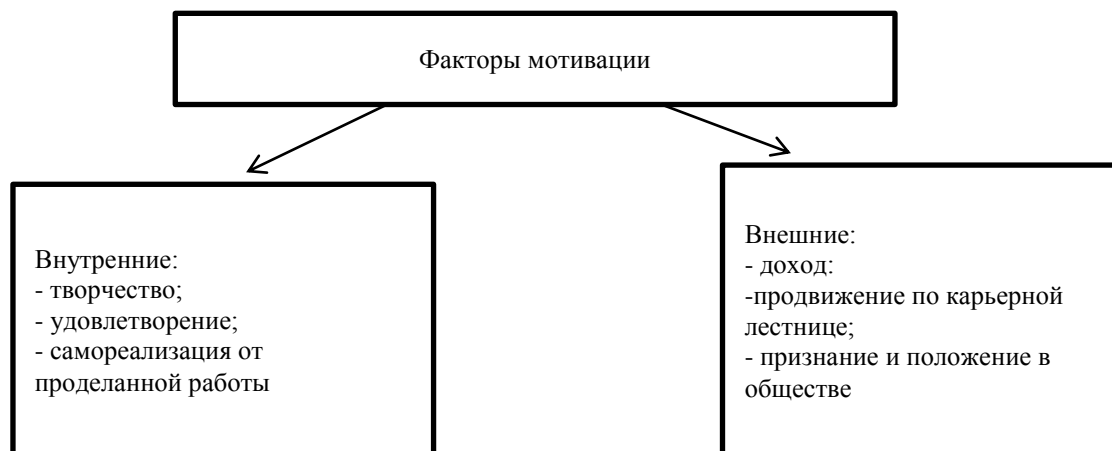 Факторы мотивации
Внутренние:
- творчество;
- удовлетворение;
- самореализация от
проделанной работы
Внешние:
- доход:
-продвижение по карьерной
лестнице;
- признание и положение в
обществе